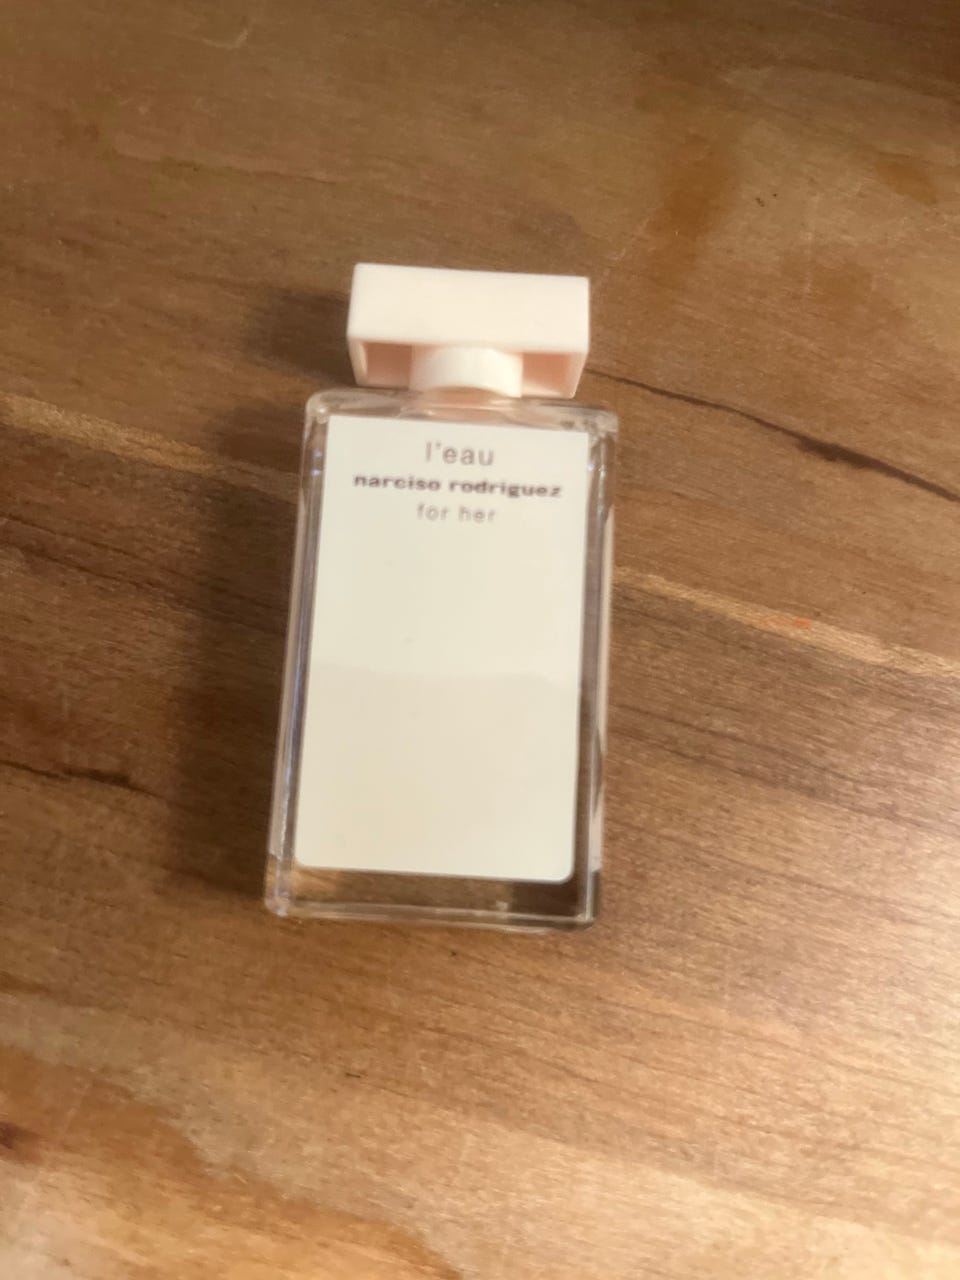 l'eau
narciso rodriguez
for her